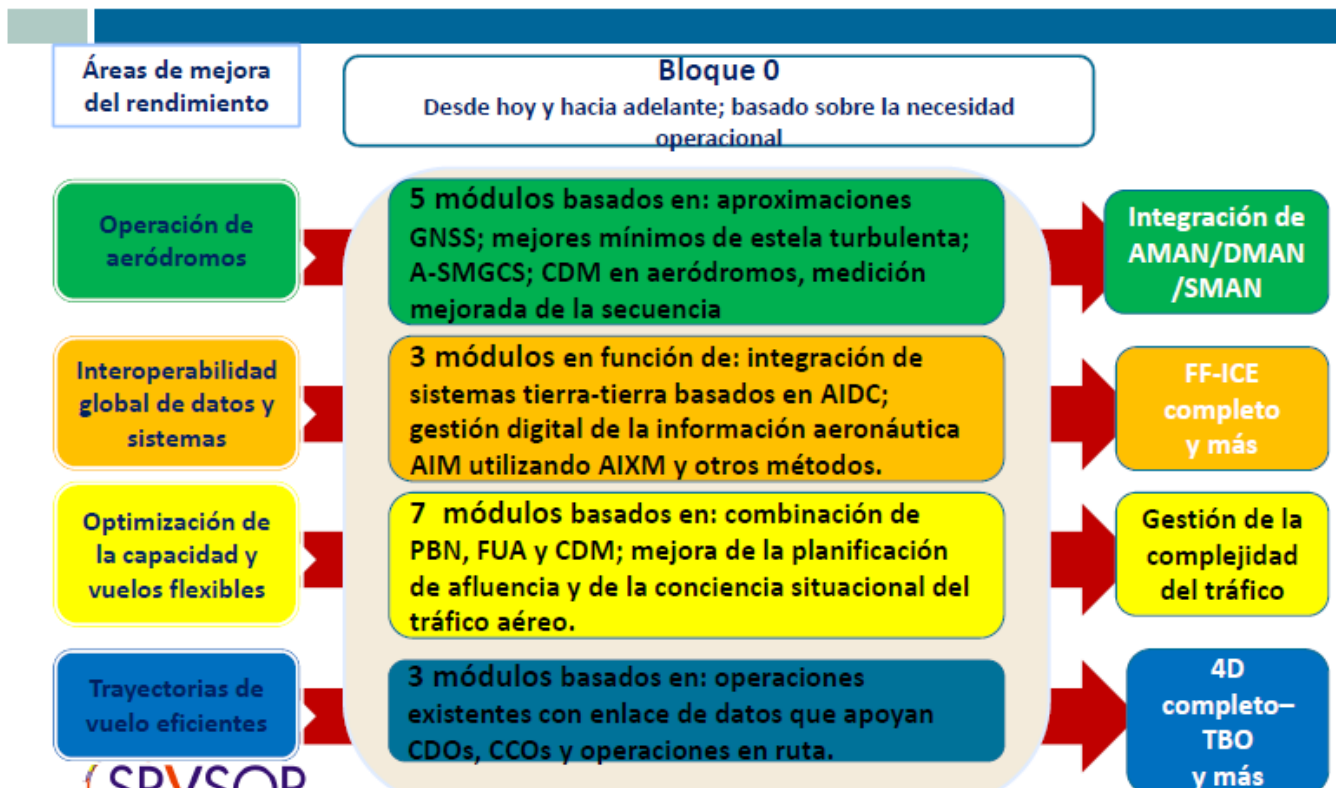 Áreas de mejora
del rendimiento
Bloque 0
Desde hoy y hacia adelante; basado sobre la necesidad
operacional
Operación de
aeródromos
5 módulos basados en: aproximaciones
GNSS; mejores mínimos de estela turbulenta;
A-SMGCS; CDM en aeródromos, medición
mejorada de la secuencia
Integración de
AMAN/DMAN
/SMAN
Interoperabilidad
global de datos y
sistemas
3 módulos en función de: integración de
sistemas tierra-tierra basados en AIDC;
gestión digital de la información aeronáutica
AIM utilizando AIXM y otros métodos.
FF-ICE
completo
y más
Optimización de
la capacidad y
vuelos flexibles
7 módulos basados en: combinación de
PBN, FUA y CDM; mejora de la planificación
de afluencia y de la conciencia situacional del
tráfico aéreo.
Gestión de la
complejidad
del tráfico
Trayectorias de
vuelo eficientes
3 módulos basados en: operaciones
existentes con enlace de datos que apoyan
CDOs, CCOs y operaciones en ruta.
4D
completo–
TBO
y más
SRVSOP